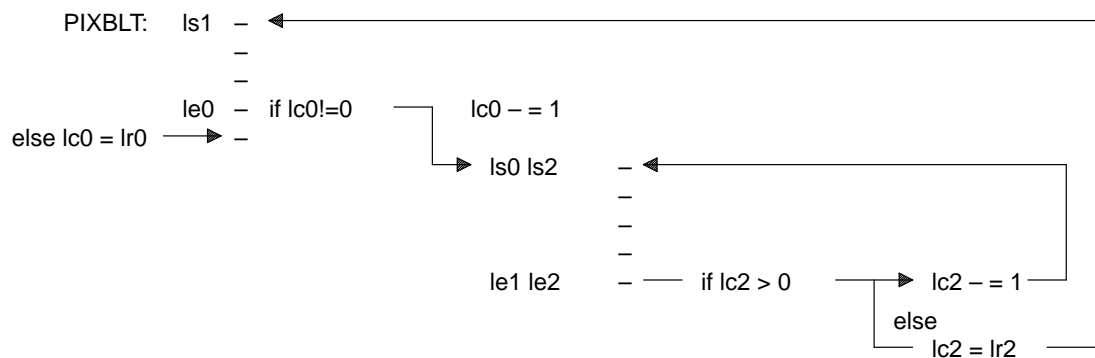 PIXBLT: ls1 –
–
–
le0 – if lc0!=0 lc0 – = 1
else lc0 = lr0 –
ls0 ls2 –
–
–
–
le1 le2 – if lc2 > 0 lc2 – = 1
else
lc2 = lr2